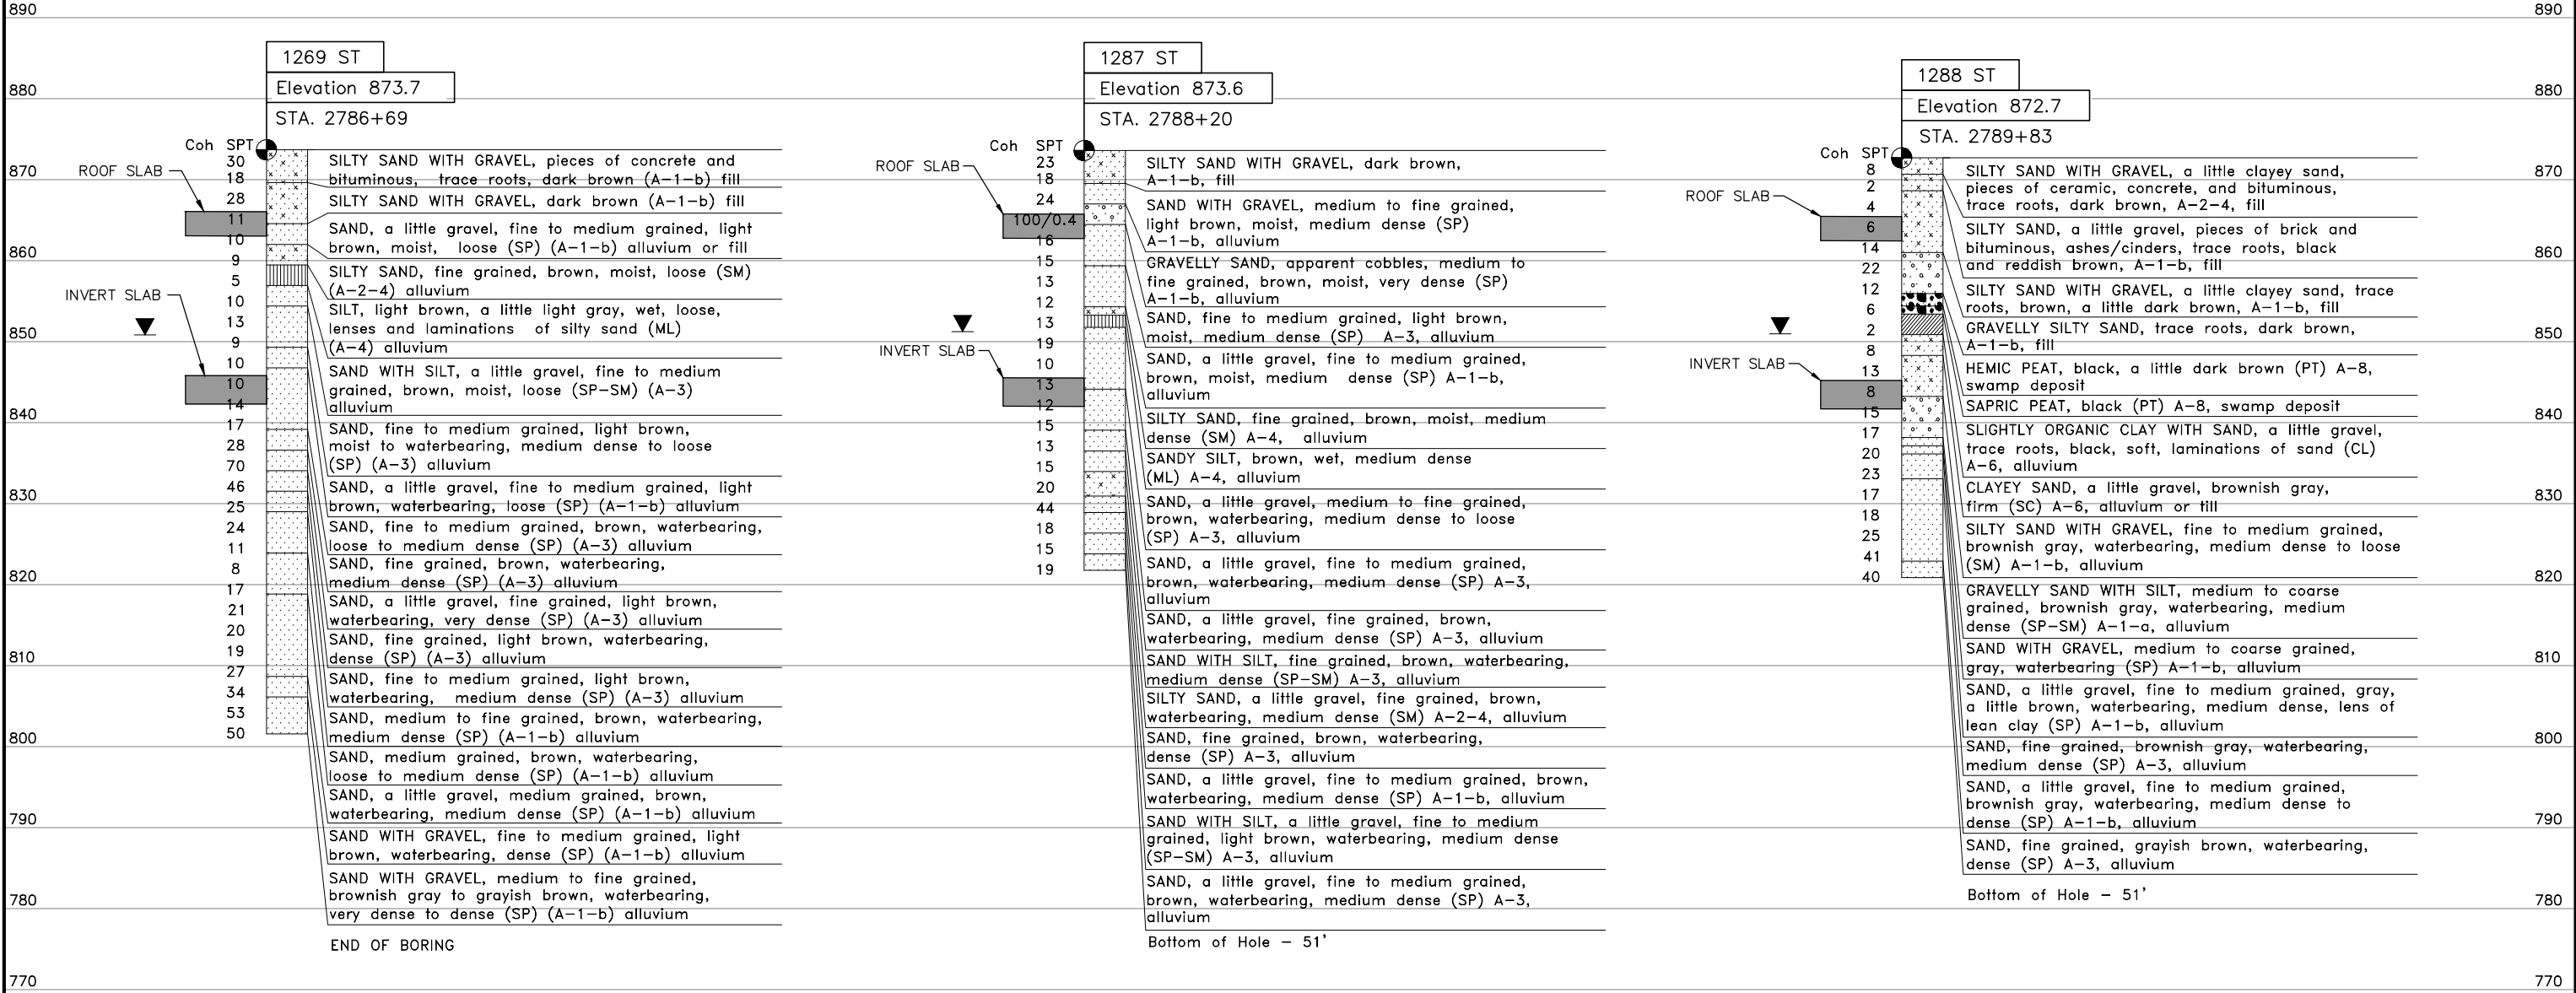 890
880
870
860
850
840
830
820
810
800
790
780
770
1269 ST
Elevation 873.7
STA. 2786+69
Coh SPT
ROOF SLAB
INVERT SLAB
30
18
28
11
10
9
5
10
13
9
10
10
14
17
28
70
46
25
24
11
8
17
21
20
19
27
34
53
50
SILTY SAND WITH GRAVEL, pieces of concrete and
bituminous, trace roots, dark brown (A-1-b) fill
SILTY SAND WITH GRAVEL, dark brown (A-1-b) fill
SAND, a little gravel, fine to medium grained, light
brown, moist, loose (SP) (A-1-b) alluvium or fill
SILTY SAND, fine grained, brown, moist, loose (SM)
(A-2-4) alluvium
SILT, light brown, a little light gray, wet, loose,
lenses and laminations of silty sand (ML)
(A-4) alluvium
SAND WITH SILT, a little gravel, fine to medium
grained, brown, moist, loose (SP-SM) (A-3)
alluvium
SAND, fine to medium grained, light brown,
moist to waterbearing, medium dense to loose
(SP) (A-3) alluvium
SAND, a little gravel, fine to medium grained, light
brown, waterbearing, loose (SP) (A-1-b) alluvium
SAND, fine to medium grained, brown, waterbearing,
loose to medium dense (SP) (A-3) alluvium
SAND, fine grained, brown, waterbearing,
medium dense (SP) (A-3) alluvium
SAND, a little gravel, fine grained, light brown,
waterbearing, very dense (SP) (A-3) alluvium
SAND, fine grained, light brown, waterbearing,
dense (SP) (A-3) alluvium
SAND, fine to medium grained, light brown,
waterbearing, medium dense (SP) (A-3) alluvium
SAND, medium to fine grained, brown, waterbearing,
medium dense (SP) (A-1-b) alluvium
SAND, medium grained, brown, waterbearing,
loose to medium dense (SP) (A-1-b) alluvium
SAND, a little gravel, medium grained, brown,
waterbearing, medium dense (SP) (A-1-b) alluvium
SAND WITH GRAVEL, fine to medium grained, light
brown, waterbearing, dense (SP) (A-1-b) alluvium
SAND WITH GRAVEL, medium to fine grained,
brownish gray to grayish brown, waterbearing,
very dense to dense (SP) (A-1-b) alluvium
END OF BORING
1287 ST
Elevation 873.6
STA. 2788+20
Coh SPT
ROOF SLAB
INVERT SLAB
23
18
24
100/0.4
16
15
13
12
13
19
10
13
12
15
13
15
20
44
18
15
19
SILTY SAND WITH GRAVEL, dark brown,
A-1-b, fill
SAND WITH GRAVEL, medium to fine grained,
light brown, moist, medium dense (SP)
A-1-b, alluvium
GRAVELLY SAND, apparent cobbles, medium to
fine grained, brown, moist, very dense (SP)
A-1-b, alluvium
SAND, fine to medium grained, light brown,
moist, medium dense (SP) A-3, alluvium
SAND, a little gravel, fine to medium grained,
brown, moist, medium dense (SP) A-1-b,
alluvium
SILTY SAND, fine grained, brown, moist, medium
dense (SM) A-4, alluvium
SANDY SILT, brown, wet, medium dense
(ML) A-4, alluvium
SAND, a little gravel, medium to fine grained,
brown, waterbearing, medium dense to loose
(SP) A-3, alluvium
SAND, a little gravel, fine to medium grained,
brown, waterbearing, medium dense (SP) A-3,
alluvium
SAND, a little gravel, fine grained, brown,
waterbearing, medium dense (SP) A-3, alluvium
SAND WITH SILT, fine grained, brown, waterbearing,
medium dense (SP-SM) A-3, alluvium
SILTY SAND, a little gravel, fine grained, brown,
waterbearing, medium dense (SM) A-2-4, alluvium
SAND, fine grained, brown, waterbearing,
dense (SP) A-3, alluvium
SAND, a little gravel, fine to medium grained, brown,
waterbearing, medium dense (SP) A-1-b, alluvium
SAND WITH SILT, a little gravel, fine to medium
grained, light brown, waterbearing, medium dense
(SP-SM) A-3, alluvium
SAND, a little gravel, fine to medium grained,
brown, waterbearing, medium dense (SP) A-3,
alluvium
Bottom of Hole - 51'
1288 ST
Elevation 872.7
STA. 2789+83
Coh SPT
ROOF SLAB
INVERT SLAB
8
2
4
6
14
22
12
6
2
8
13
8
15
17
20
23
17
18
25
41
40
SILTY SAND WITH GRAVEL, a little clayey sand,
pieces of ceramic, concrete, and bituminous,
trace roots, dark brown, A-2-4, fill
SILTY SAND, a little gravel, pieces of brick and
bituminous, ashes/cinders, trace roots, black
and reddish brown, A-1-b, fill
SILTY SAND WITH GRAVEL, a little clayey sand, trace
roots, brown, a little dark brown, A-1-b, fill
GRAVELLY SILTY SAND, trace roots, dark brown,
A-1-b, fill
HEMIC PEAT, black, a little dark brown (PT) A-8,
swamp deposit
SAPRIC PEAT, black (PT) A-8, swamp deposit
SLIGHTLY ORGANIC CLAY WITH SAND, a little gravel,
trace roots, black, soft, laminations of sand (CL)
A-6, alluvium
CLAYEY SAND, a little gravel, brownish gray,
firm (SC) A-6, alluvium or fill
SILTY SAND WITH GRAVEL, fine to medium grained,
brownish gray, waterbearing, medium dense to loose
(SM) A-1-b, alluvium
GRAVELLY SAND WITH SILT, medium to coarse
grained, brownish gray, waterbearing, medium
dense (SP-SM) A-1-a, alluvium
SAND WITH GRAVEL, medium to coarse grained,
gray, waterbearing (SP) A-1-b, alluvium
SAND, a little gravel, fine to medium grained, gray,
a little brown, waterbearing, medium dense, lens of
lean clay (SP) A-1-b, alluvium
SAND, fine grained, brownish gray, waterbearing,
medium dense (SP) A-3, alluvium
SAND, a little gravel, fine to medium grained,
brownish gray, waterbearing, medium dense to
dense (SP) A-1-b, alluvium
SAND, fine grained, grayish brown, waterbearing,
dense (SP) A-3, alluvium
Bottom of Hole - 51'
890
880
870
860
850
840
830
820
810
800
790
780
770